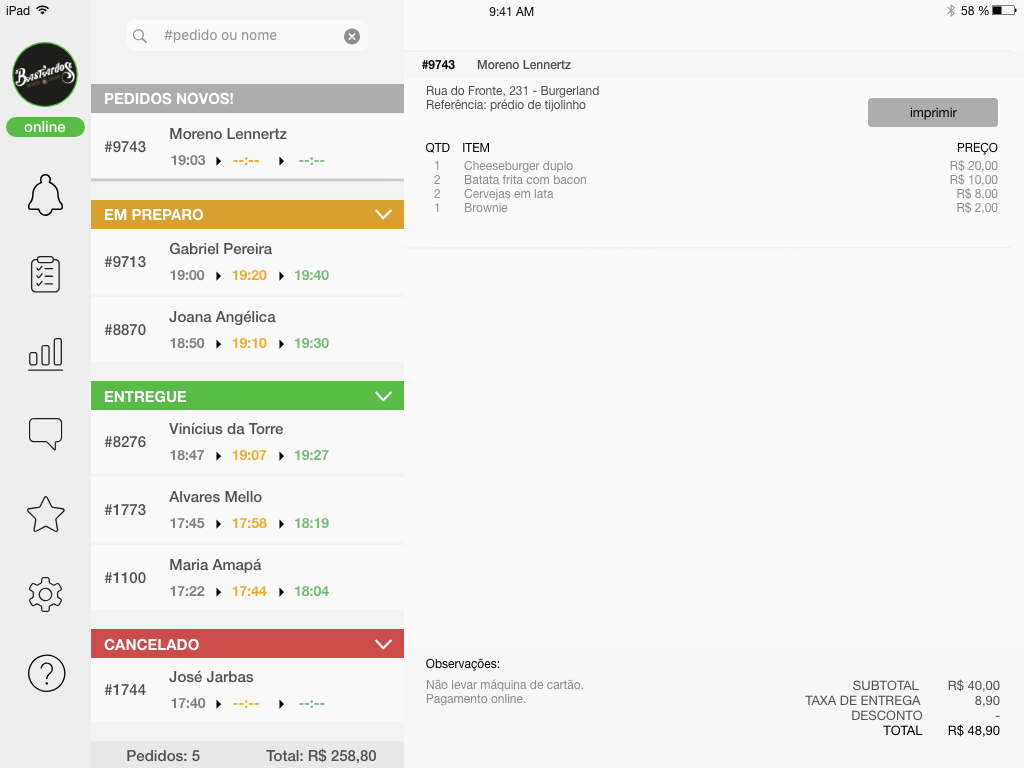 iPad
9:41 AM
58 %
BASTARDOS
online
#pedido ou nome
PEDIDOS NOVOS!
#9743
Moreno Lennertz
19:03 --:-- --:--
EM PREPARO
#9713
Gabriel Pereira
19:00 19:20 19:40
#8870
Joana Angélica
18:50 19:10 19:30
ENTREGUE
#8276
Vinícius da Torre
18:47 19:07 19:27
#1773
Alvares Mello
17:45 17:58 18:19
#1100
Maria Amapá
17:22 17:44 18:04
CANCELADO
#1744
José Jarbas
17:40 --:-- --:--
Pedidos: 5 Total: R$ 258,80
#9743 Moreno Lennertz
Rua do Fronte, 231 - Burgerland
Referência: prédio de tijolinho
imprimir
QTD ITEM PREÇO
1 Cheeseburger duplo R$ 20,00
2 Batata frita com bacon R$ 10,00
2 Cervejas em lata R$ 8,00
1 Brownie R$ 2,00
Observações:
Não levar máquina de cartão.
Pagamento online.
SUBTOTAL R$ 40,00
TAXA DE ENTREGA 8,90
DESCONTO -
TOTAL R$ 48,90